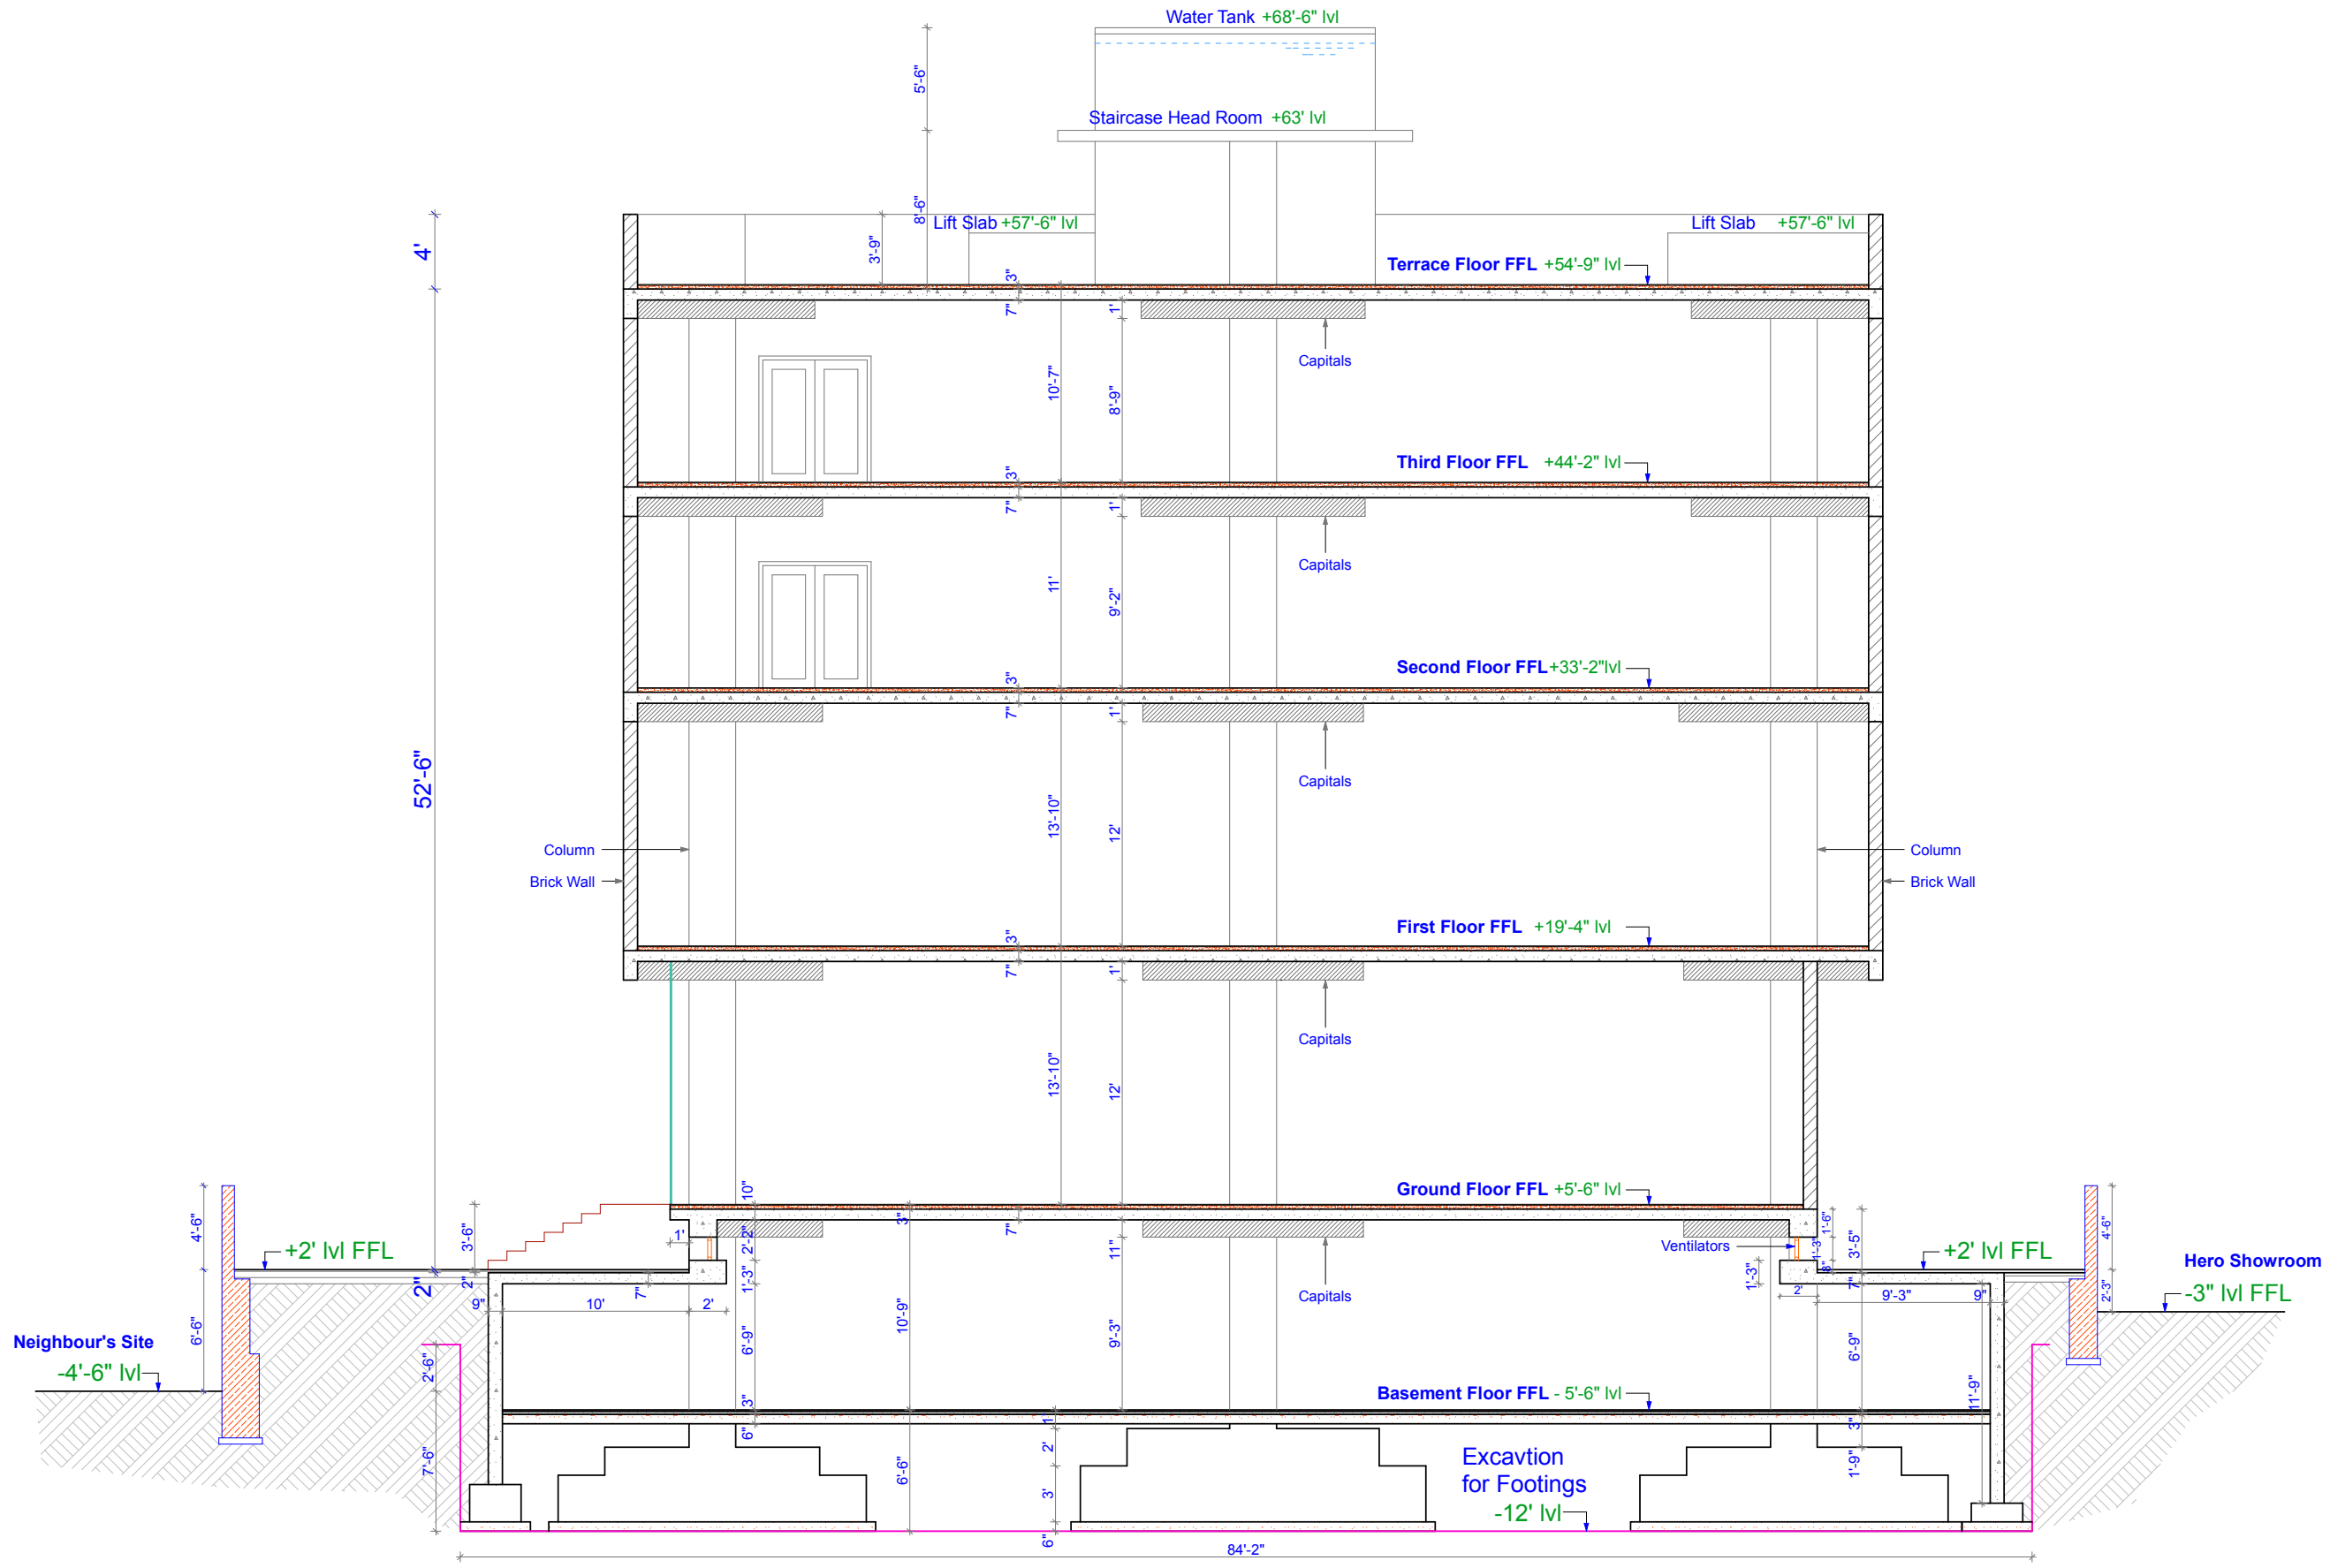 Water Tank +68'-6" lvl
5'-6"
Staircase Head Room +63' lvl
8'-6"
4'
3'-9"
Lift Slab +57'-6" lvl
Lift Slab +57'-6" lvl
Terrace Floor FFL +54'-9" lvl
3"
7"
1'
Capitals
10'-7"
8'-9"
Third Floor FFL +44'-2" lvl
3"
7"
1'
Capitals
11'
9'-2"
Second Floor FFL +33'-2"lvl
3"
7"
1'
Capitals
52'-6"
13'-10"
12'
Column
Column
Brick Wall
Brick Wall
First Floor FFL +19'-4" lvl
3"
7"
1'
Capitals
13'-10"
12'
Ground Floor FFL +5'-6" lvl
10"
3"
7"
4'-6"
+2' lvl FFL
3'-6"
1'
2'-2"
11"
Ventilators
1'-6"
1'-3"
8"
3'-5"
+2' lvl FFL
4'-6"
Hero Showroom
-3" lvl FFL
2"
2"
7"
1'-3"
Capitals
1'-3"
7"
2'-3"
9"
10'
2'
2'
9'-3"
9"
6'-6"
10'-9"
9'-3"
6'-9"
6'-9"
Neighbour's Site
-4'-6" lvl
2'-6"
11'-9"
Basement Floor FFL - 5'-6" lvl
3"
6"
1'
2'
3"
1'-9"
7'-6"
6'-6"
3'
6"
Excavtion
for Footings
-12' lvl
84'-2"